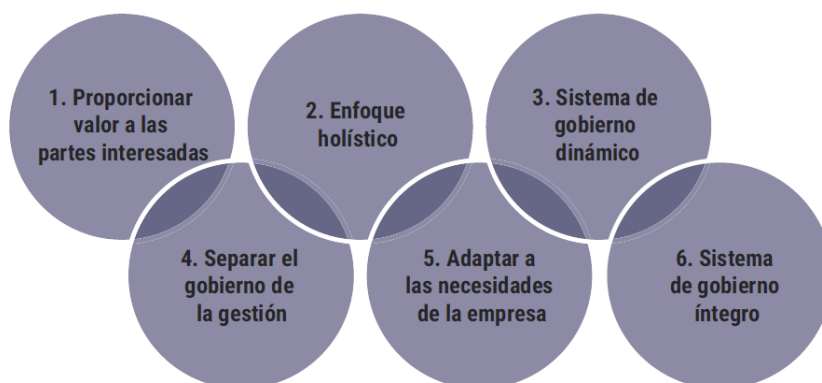 1. Proporcionar
valor a las
partes interesadas
2. Enfoque
holístico
3. Sistema de
gobierno
dinámico
4. Separar el
gobierno de
la gestión
5. Adaptar a
las necesidades
de la empresa
6. Sistema
de gobierno
íntegro